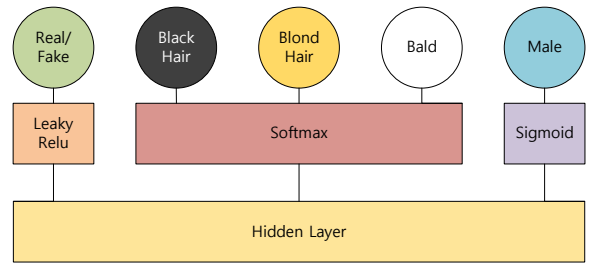 Real/
Fake
Black
Hair
Blond
Hair
Bald
Male
Leaky
Relu
Softmax
Sigmoid
Hidden Layer